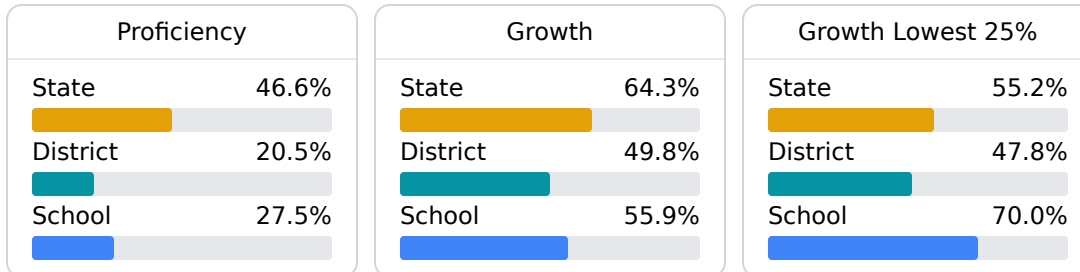 Proficiency
State 46.6%
District 20.5%
School 27.5%
Growth
State 64.3%
District 49.8%
School 55.9%
Growth Lowest 25%
State 55.2%
District 47.8%
School 70.0%